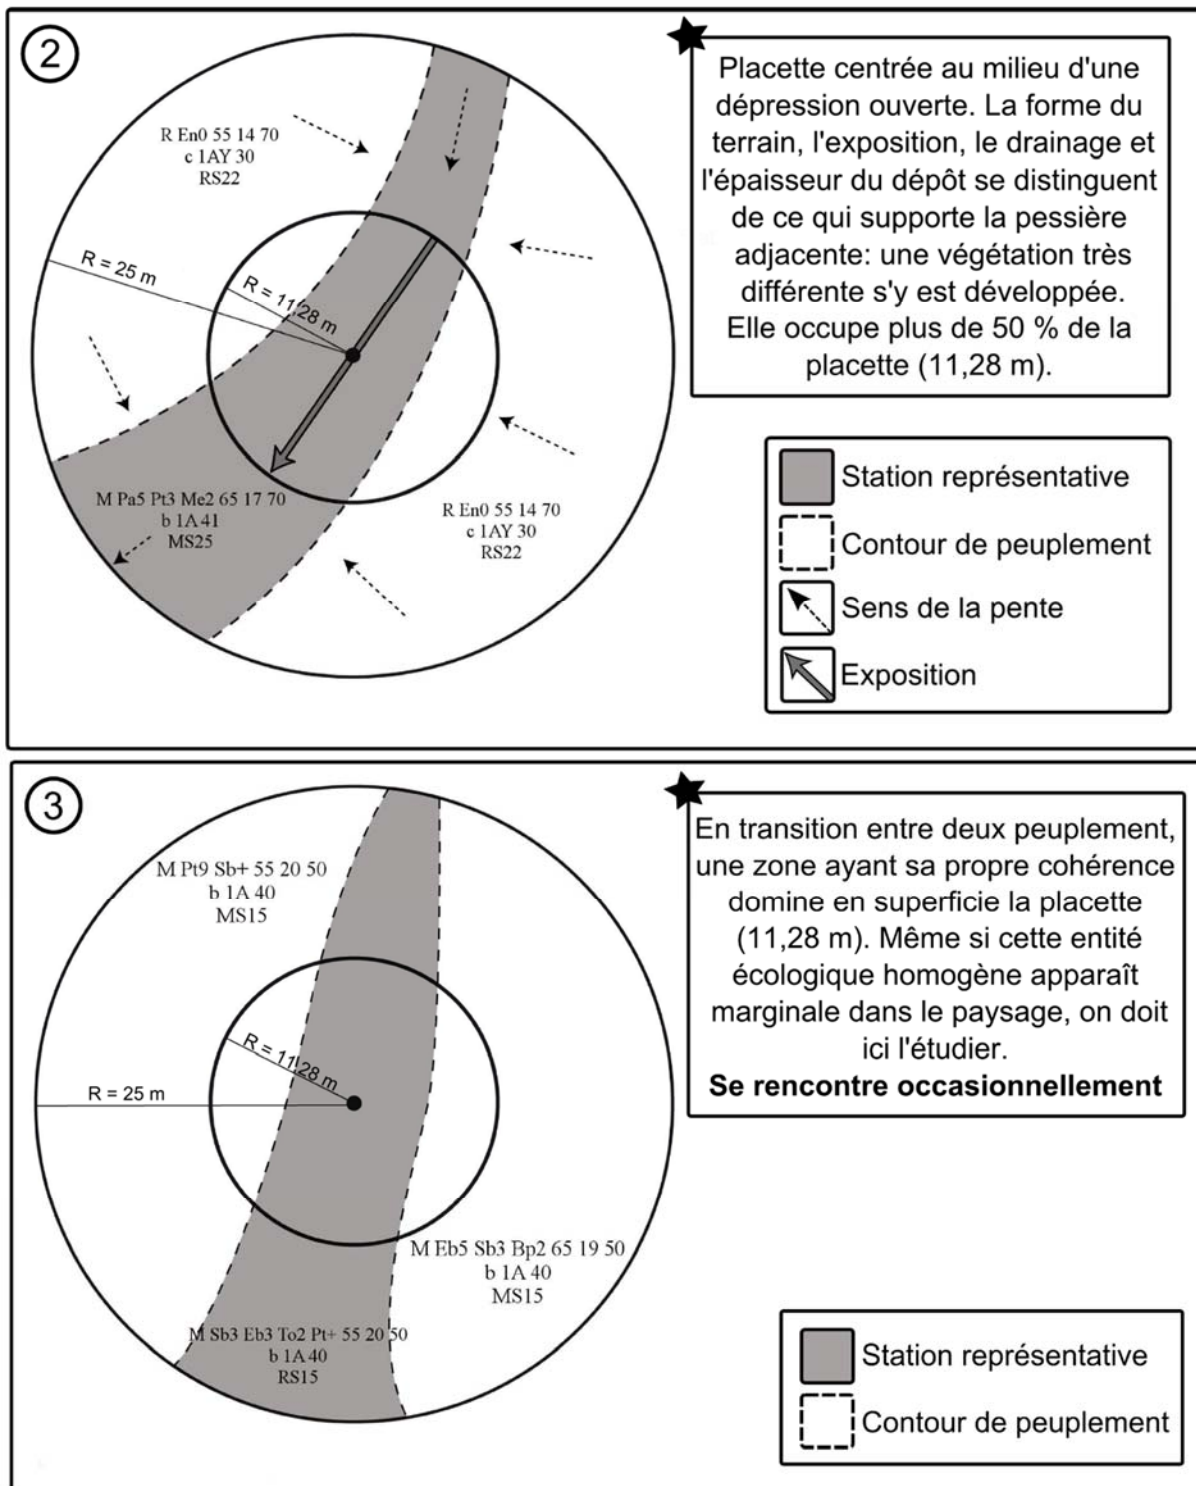 2
R En0 55 14 70
c 1AY 30
RS22
R = 25 m
R = 11,28 m
M Pa5 Pt3 Me2 65 17 70
b 1A 41
MS25
R En0 55 14 70
c 1AY 30
RS22
Placette centrée au milieu d'une
dépression ouverte. La forme du
terrain, l'exposition, le drainage et
l'épaisseur du dépôt se distinguent
de ce qui supporte la pessière
adjacente: une végétation très
différente s'y est développée.
Elle occupe plus de 50 % de la
placette (11,28 m).
Station représentative
Contour de peuplement
Sens de la pente
Exposition
3
M Pt9 Sb+ 55 20 50
b 1A 40
MS15
R = 11,28 m
R = 25 m
M Eb5 Sb3 Bp2 65 19 50
b 1A 40
MS15
M Sb3 Eb3 To2 Pt+ 55 20 50
b 1A 40
RS15
En transition entre deux peuplement,
une zone ayant sa propre cohérence
domine en superficie la placette
(11,28 m). Même si cette entité
écologique homogène apparaît
marginale dans le paysage, on doit
ici l'étudier.
Se rencontre occasionnellement
Station représentative
Contour de peuplement